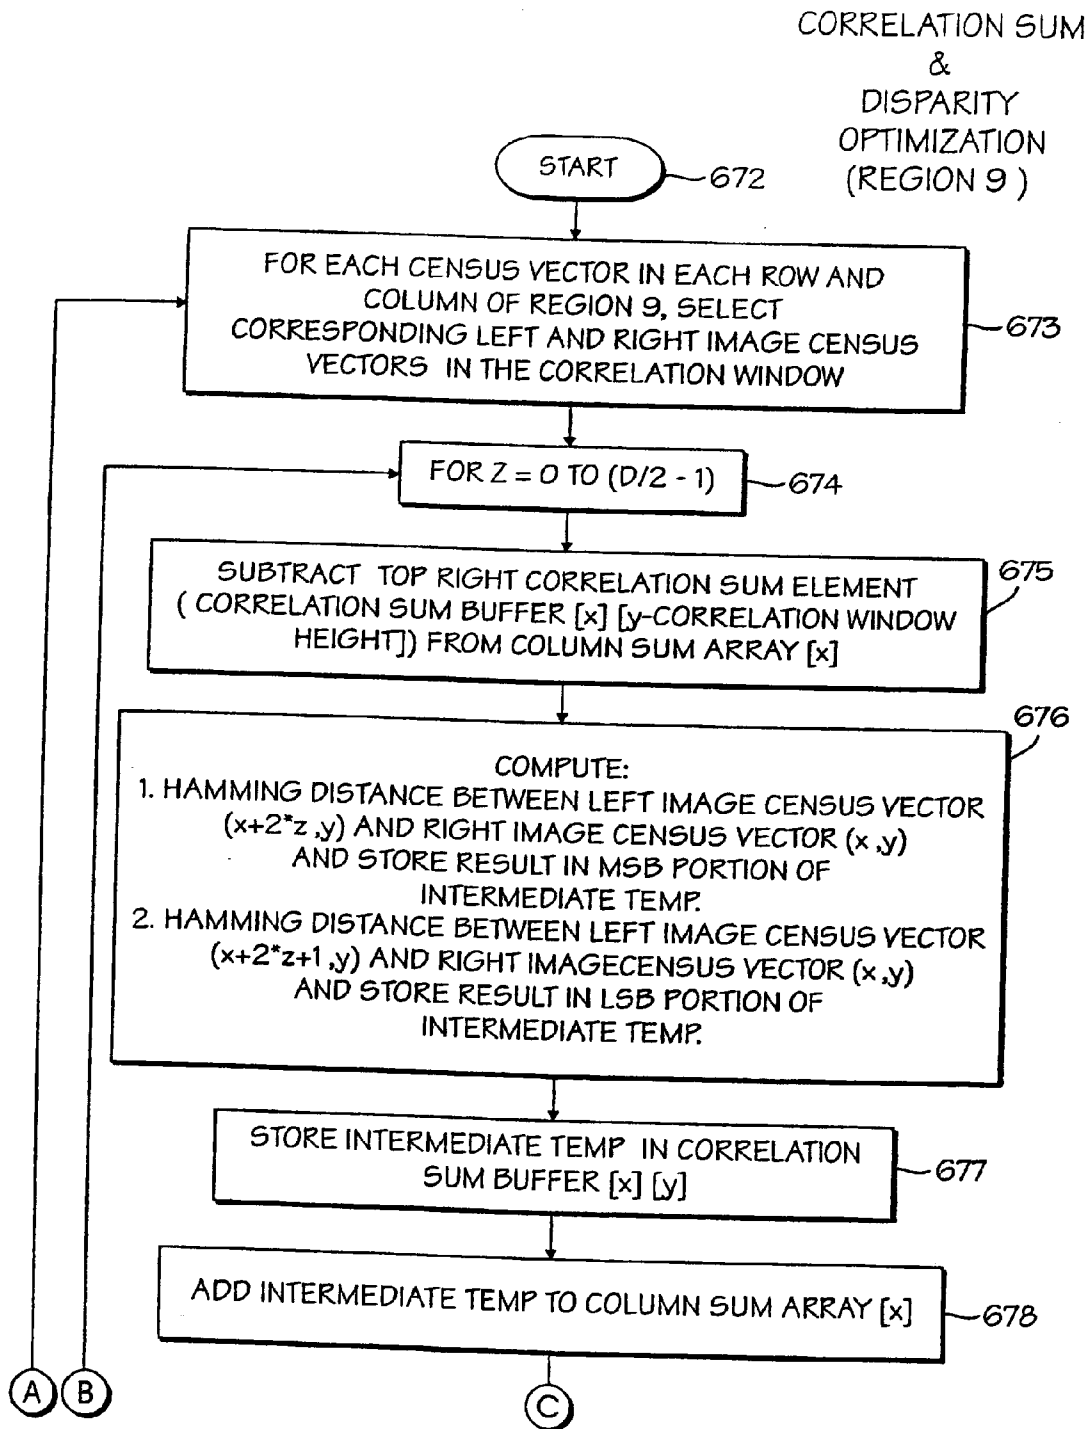 CORRELATION SUM
&
DISPARITY
OPTIMIZATION
(REGION 9 )
START
672
FOR EACH CENSUS VECTOR IN EACH ROW AND
COLUMN OF REGION 9, SELECT
CORRESPONDING LEFT AND RIGHT IMAGE CENSUS
VECTORS IN THE CORRELATION WINDOW
673
FOR Z = 0 TO (D/2 - 1)
674
SUBTRACT TOP RIGHT CORRELATION SUM ELEMENT
( CORRELATION SUM BUFFER [x] [y-CORRELATION WINDOW
HEIGHT]) FROM COLUMN SUM ARRAY [x]
675
676
COMPUTE:
1. HAMMING DISTANCE BETWEEN LEFT IMAGE CENSUS VECTOR
(x+2*z ,y) AND RIGHT IMAGE CENSUS VECTOR (x ,y)
AND STORE RESULT IN MSB PORTION OF
INTERMEDIATE TEMP.
2. HAMMING DISTANCE BETWEEN LEFT IMAGE CENSUS VECTOR
(x+2*z+1 ,y) AND RIGHT IMAGECENSUS VECTOR (x ,y)
AND STORE RESULT IN LSB PORTION OF
INTERMEDIATE TEMP.
STORE INTERMEDIATE TEMP IN CORRELATION
SUM BUFFER [x] [y]
677
ADD INTERMEDIATE TEMP TO COLUMN SUM ARRAY [x]
678
A
B
C